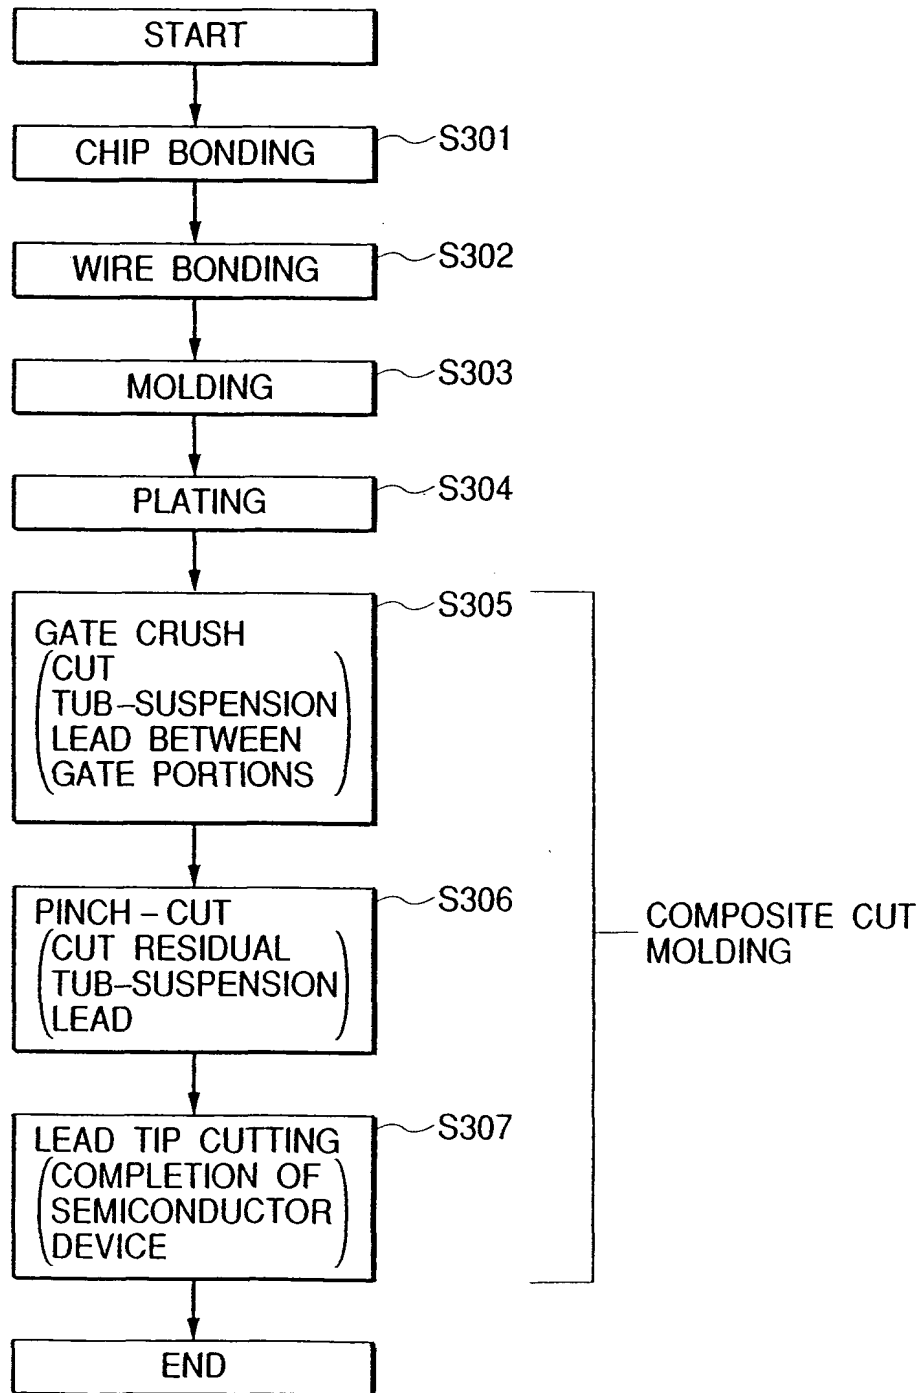 START
CHIP BONDING
S301
WIRE BONDING
S302
MOLDING
S303
PLATING
S304
GATE CRUSH
(CUT
TUB-SUSPENSION
LEAD BETWEEN
GATE PORTIONS)
S305
PINCH-CUT
(CUT RESIDUAL
TUB-SUSPENSION
LEAD)
S306
COMPOSITE CUT
MOLDING
LEAD TIP CUTTING
(COMPLETION OF
SEMICONDUCTOR
DEVICE)
S307
END